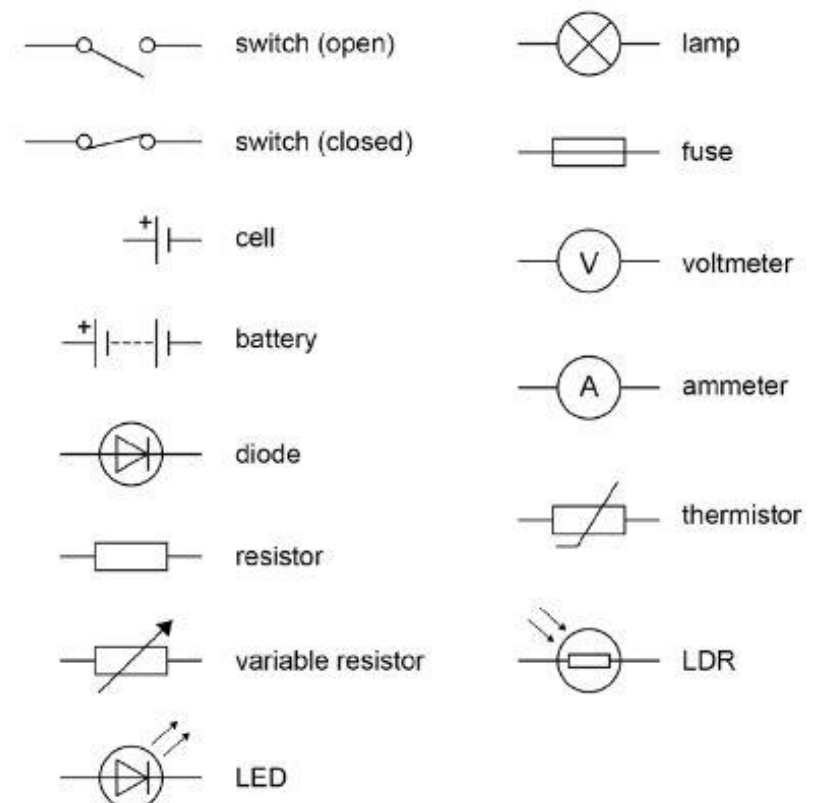 switch (open)
switch (closed)
+
cell
+
battery
diode
resistor
variable resistor
LED
lamp
fuse
V
voltmeter
A
ammeter
thermistor
LDR